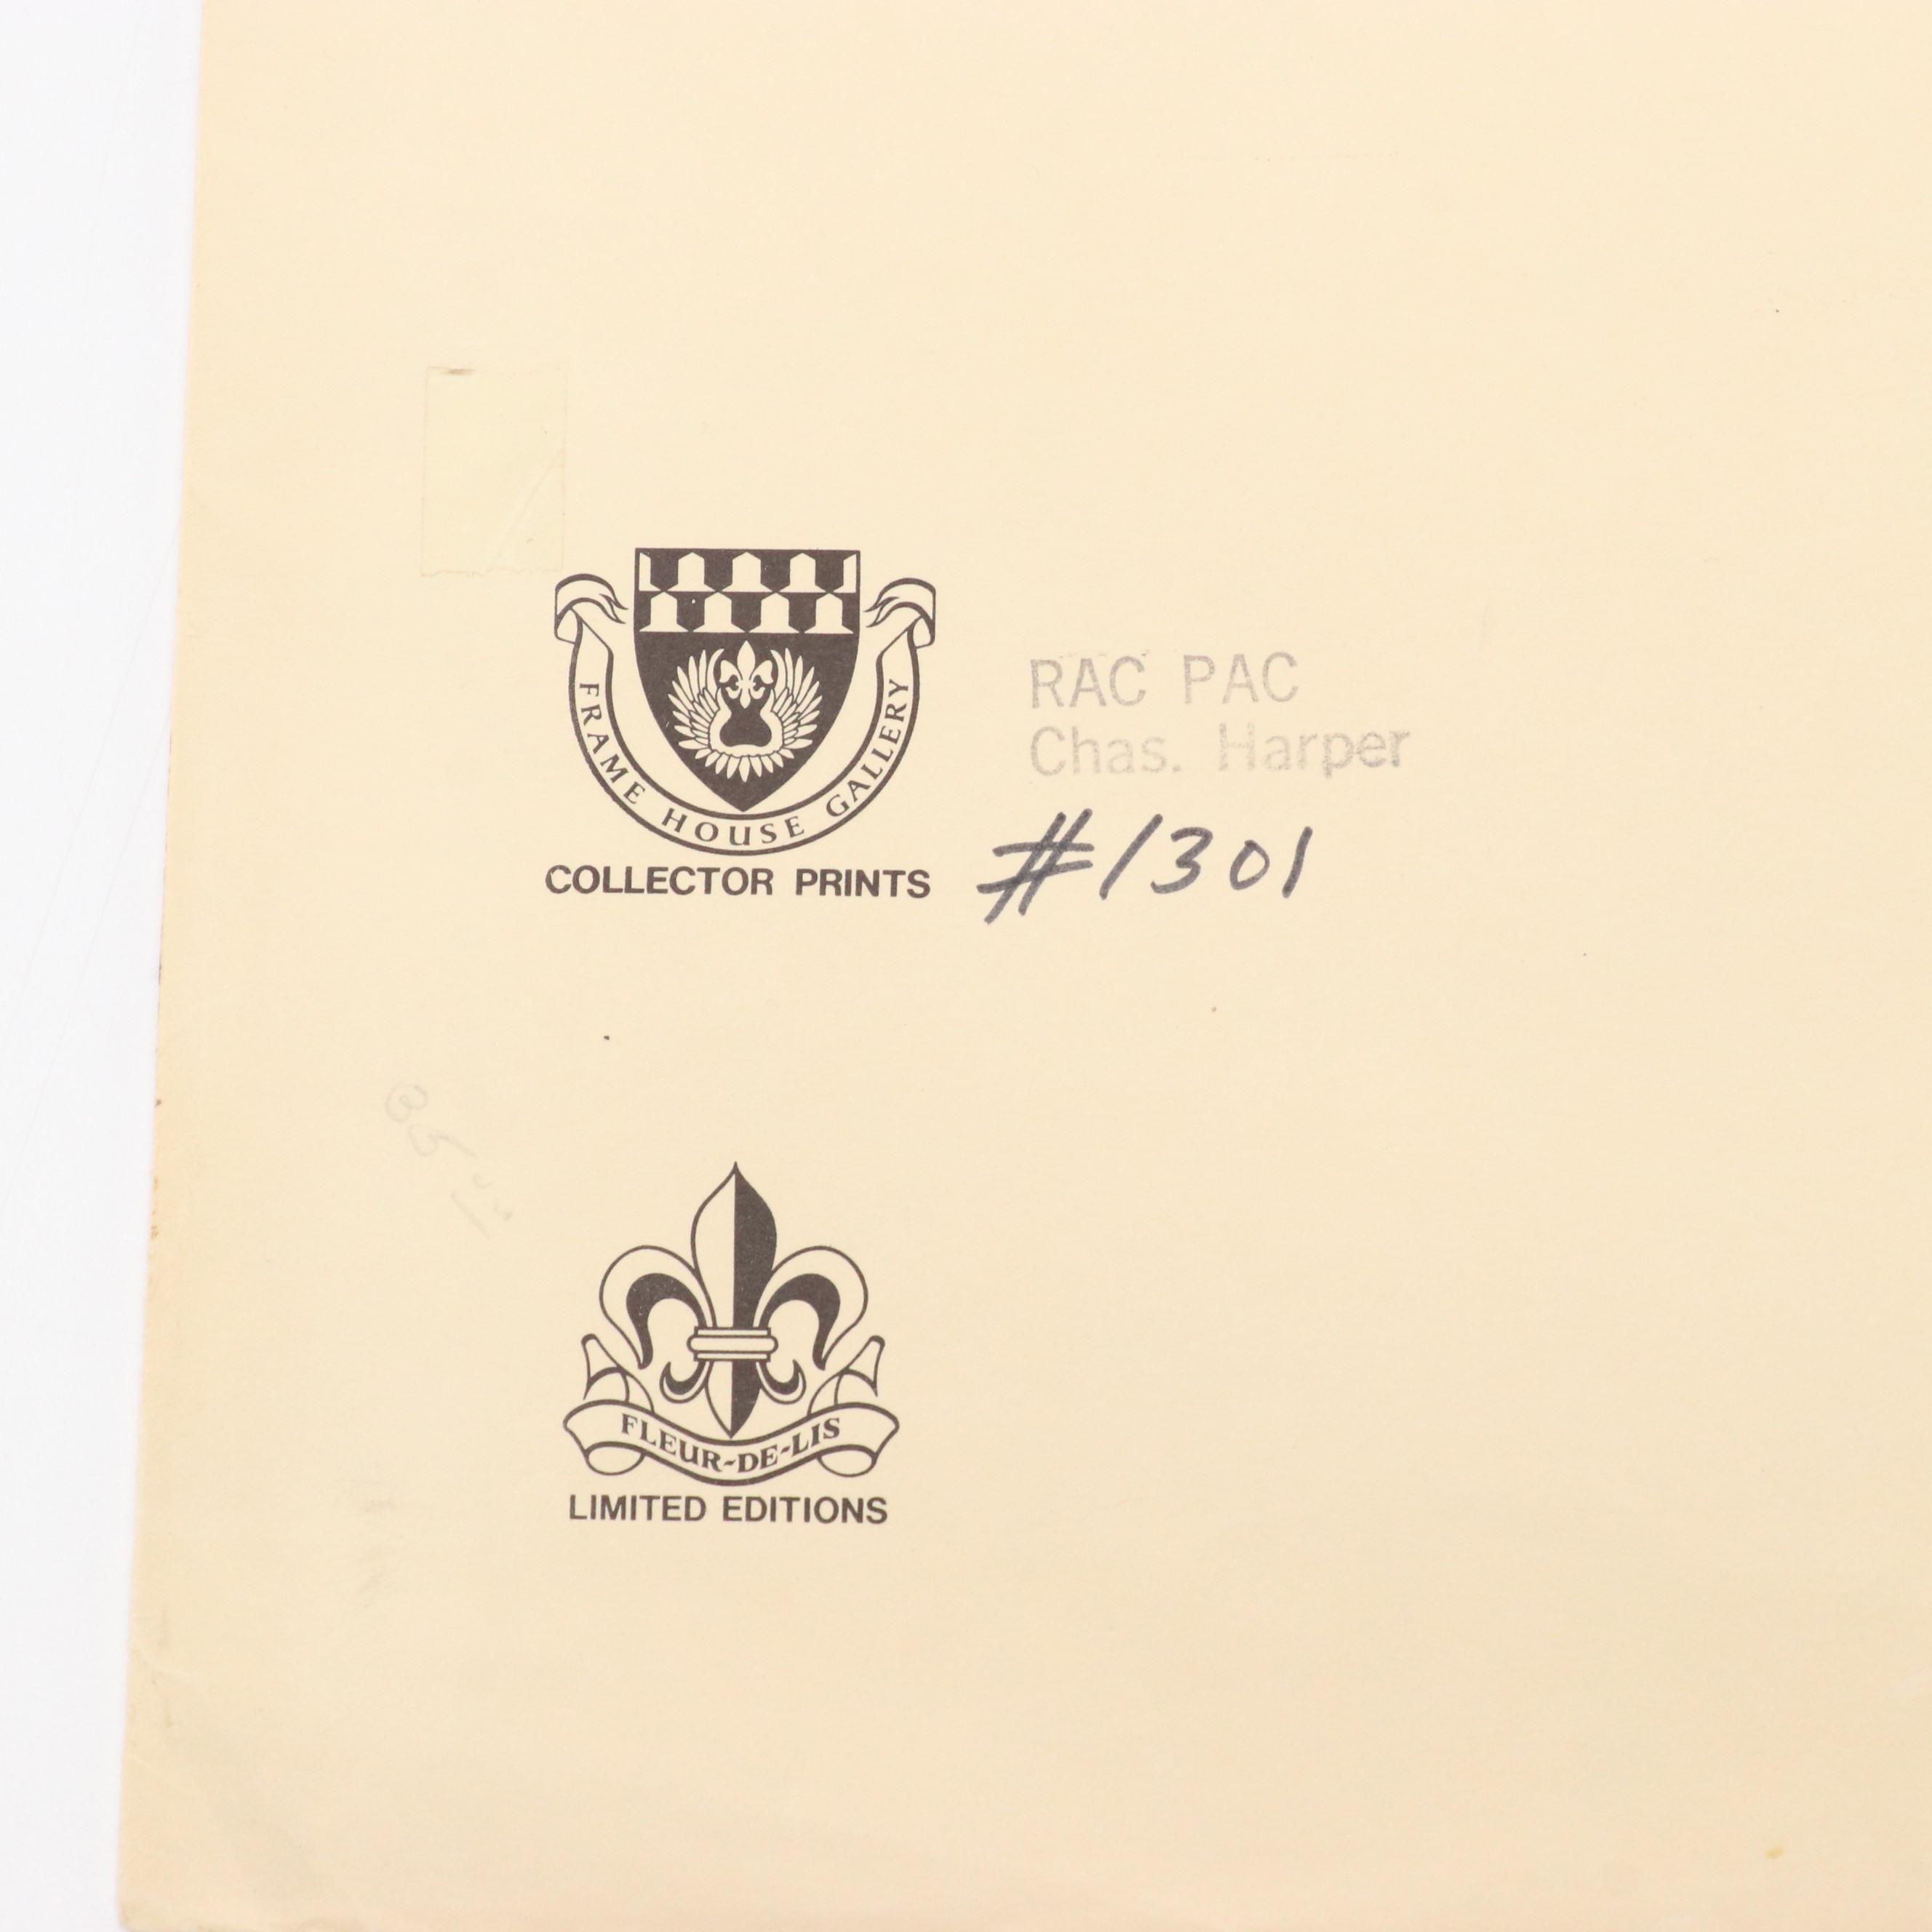 FRAME HOUSE GALLERY
COLLECTOR PRINTS
RAC PAC
Chas. Harper
#1301
FLEUR-DE-LIS
LIMITED EDITIONS